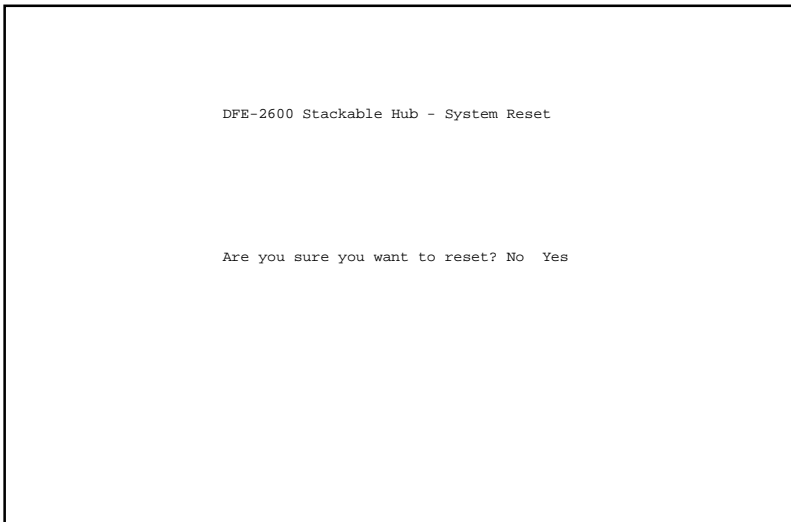 DFE-2600 Stackable Hub - System Reset
Are you sure you want to reset? No  Yes